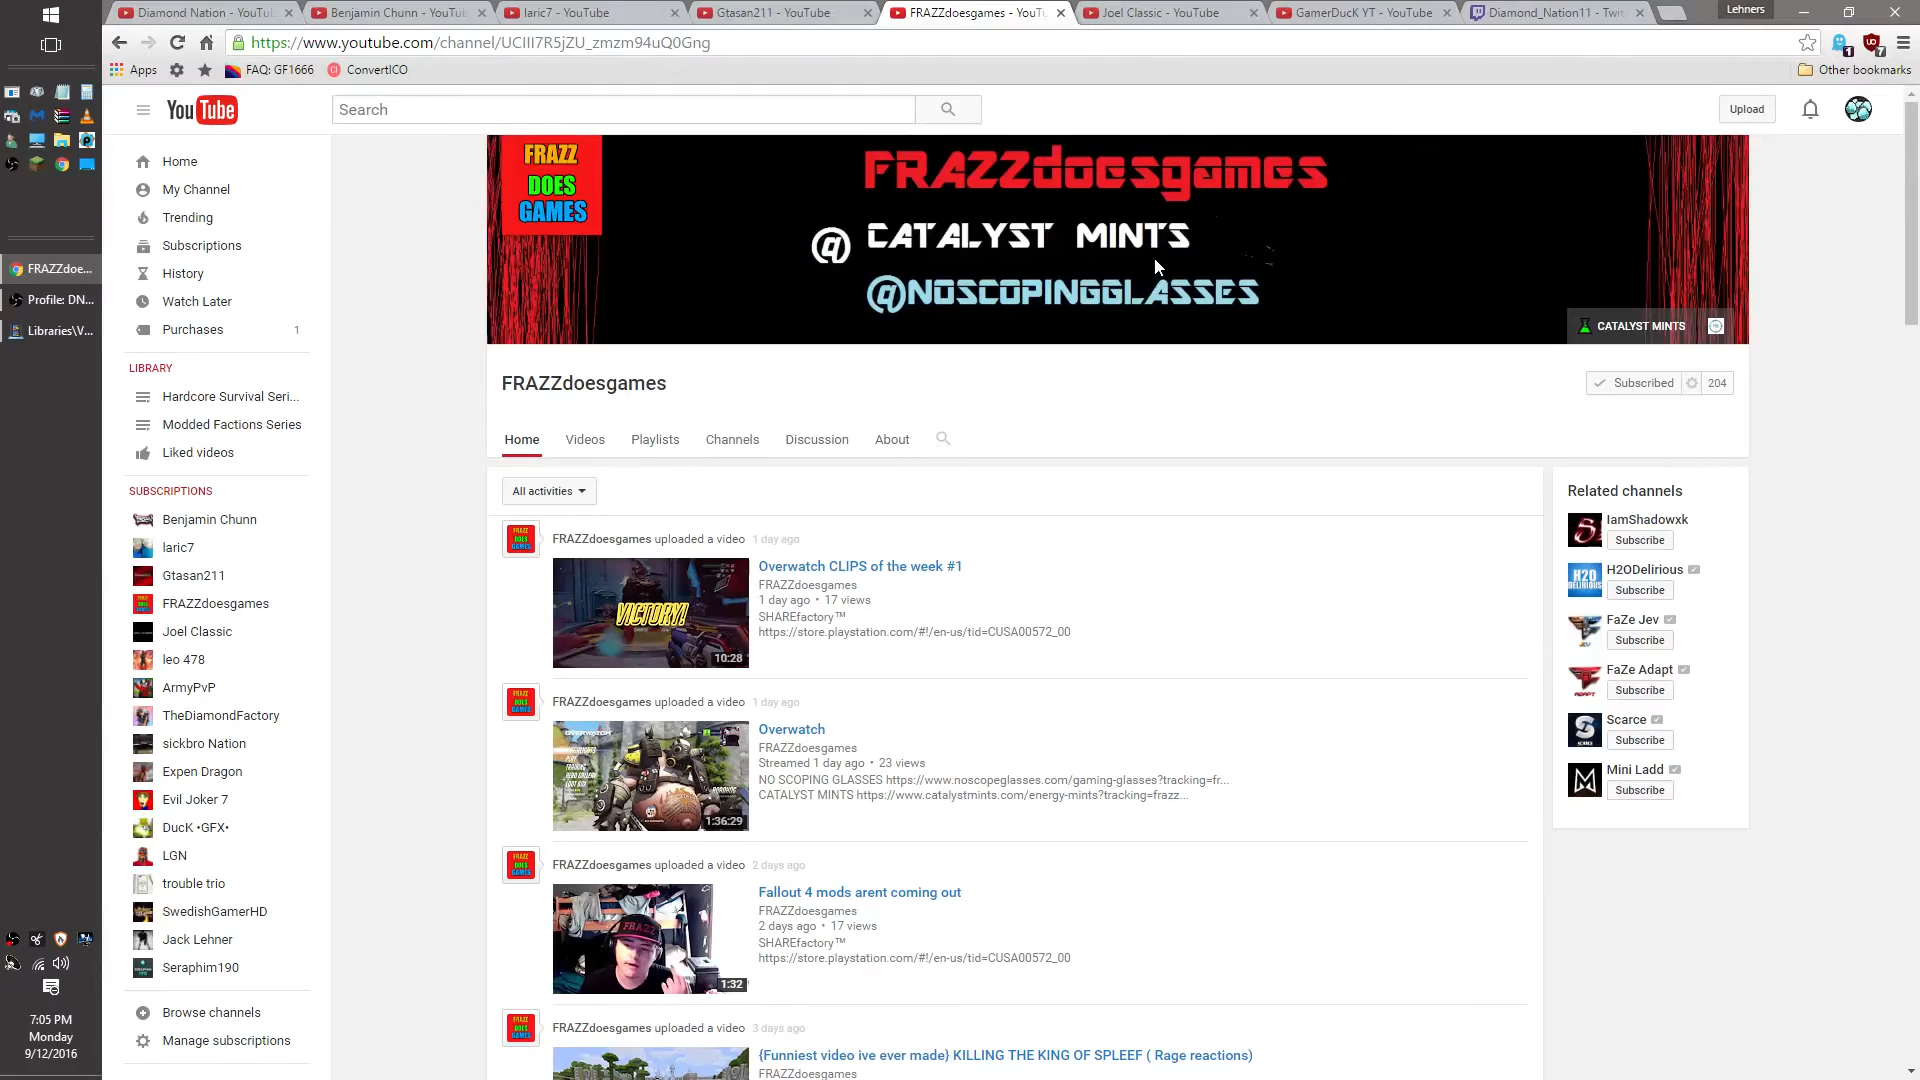 Diamond Nation - YouTu
Benjamin Chunn - YouTub
laric7 - YouTube
Gtasan211 - YouTube
FRAZZdoesgames - YouTu
Joel Classic - YouTube
GamerDucK YT - YouTube
Diamond_Nation11 - Twit
Lehners
https://www.youtube.com/channel/UCIII7R5jZU_zmzm94uQ0Gng
1
7
Apps
FAQ: GF1666
ConvertICO
Other bookmarks
YouTube
Search
Upload
Home
My Channel
Trending
Subscriptions
History
Watch Later
Purchases 1
LIBRARY
Hardcore Survival Seri...
Modded Factions Series
Liked videos
SUBSCRIPTIONS
Benjamin Chunn
laric7
Gtasan211
FRAZZdoesgames
Joel Classic
leo 478
ArmyPvP
TheDiamondFactory
sickbro Nation
Expen Dragon
Evil Joker 7
DucK •GFX•
LGN
trouble trio
SwedishGamerHD
Jack Lehner
Seraphim190
Browse channels
Manage subscriptions
FRAZZdoe...
Profile: DN...
Libraries\V...
7:05 PM
Monday
9/12/2016
FRAZZ
DOES
GAMES
FRAZZdoesgames
@ CATALYST MINTS
@NOSCOPINGGLASSES
CATALYST MINTS
FRAZZdoesgames
Subscribed 204
Home Videos Playlists Channels Discussion About
All activities
FRAZZdoesgames uploaded a video 1 day ago
VICTORY!
10:28
Overwatch CLIPS of the week #1
FRAZZdoesgames
1 day ago • 17 views
SHAREfactory™
https://store.playstation.com/#!/en-us/tid=CUSA00572_00
FRAZZdoesgames uploaded a video 1 day ago
1:36:29
Overwatch
FRAZZdoesgames
Streamed 1 day ago • 23 views
NO SCOPING GLASSES https://www.noscopeglasses.com/gaming-glasses?tracking=fr...
CATALYST MINTS https://www.catalystmints.com/energy-mints?tracking=frazz...
FRAZZdoesgames uploaded a video 2 days ago
FRAZZ
1:32
Fallout 4 mods arent coming out
FRAZZdoesgames
2 days ago • 17 views
SHAREfactory™
https://store.playstation.com/#!/en-us/tid=CUSA00572_00
FRAZZdoesgames uploaded a video 3 days ago
{Funniest video ive ever made} KILLING THE KING OF SPLEEF ( Rage reactions)
FRAZZdoesgames
Related channels
IamShadowxk
Subscribe
H2ODelirious
Subscribe
H2O
DELIRIOUS
FaZe Jev
Subscribe
FaZe Adapt
Subscribe
Scarce
Subscribe
Mini Ladd
Subscribe